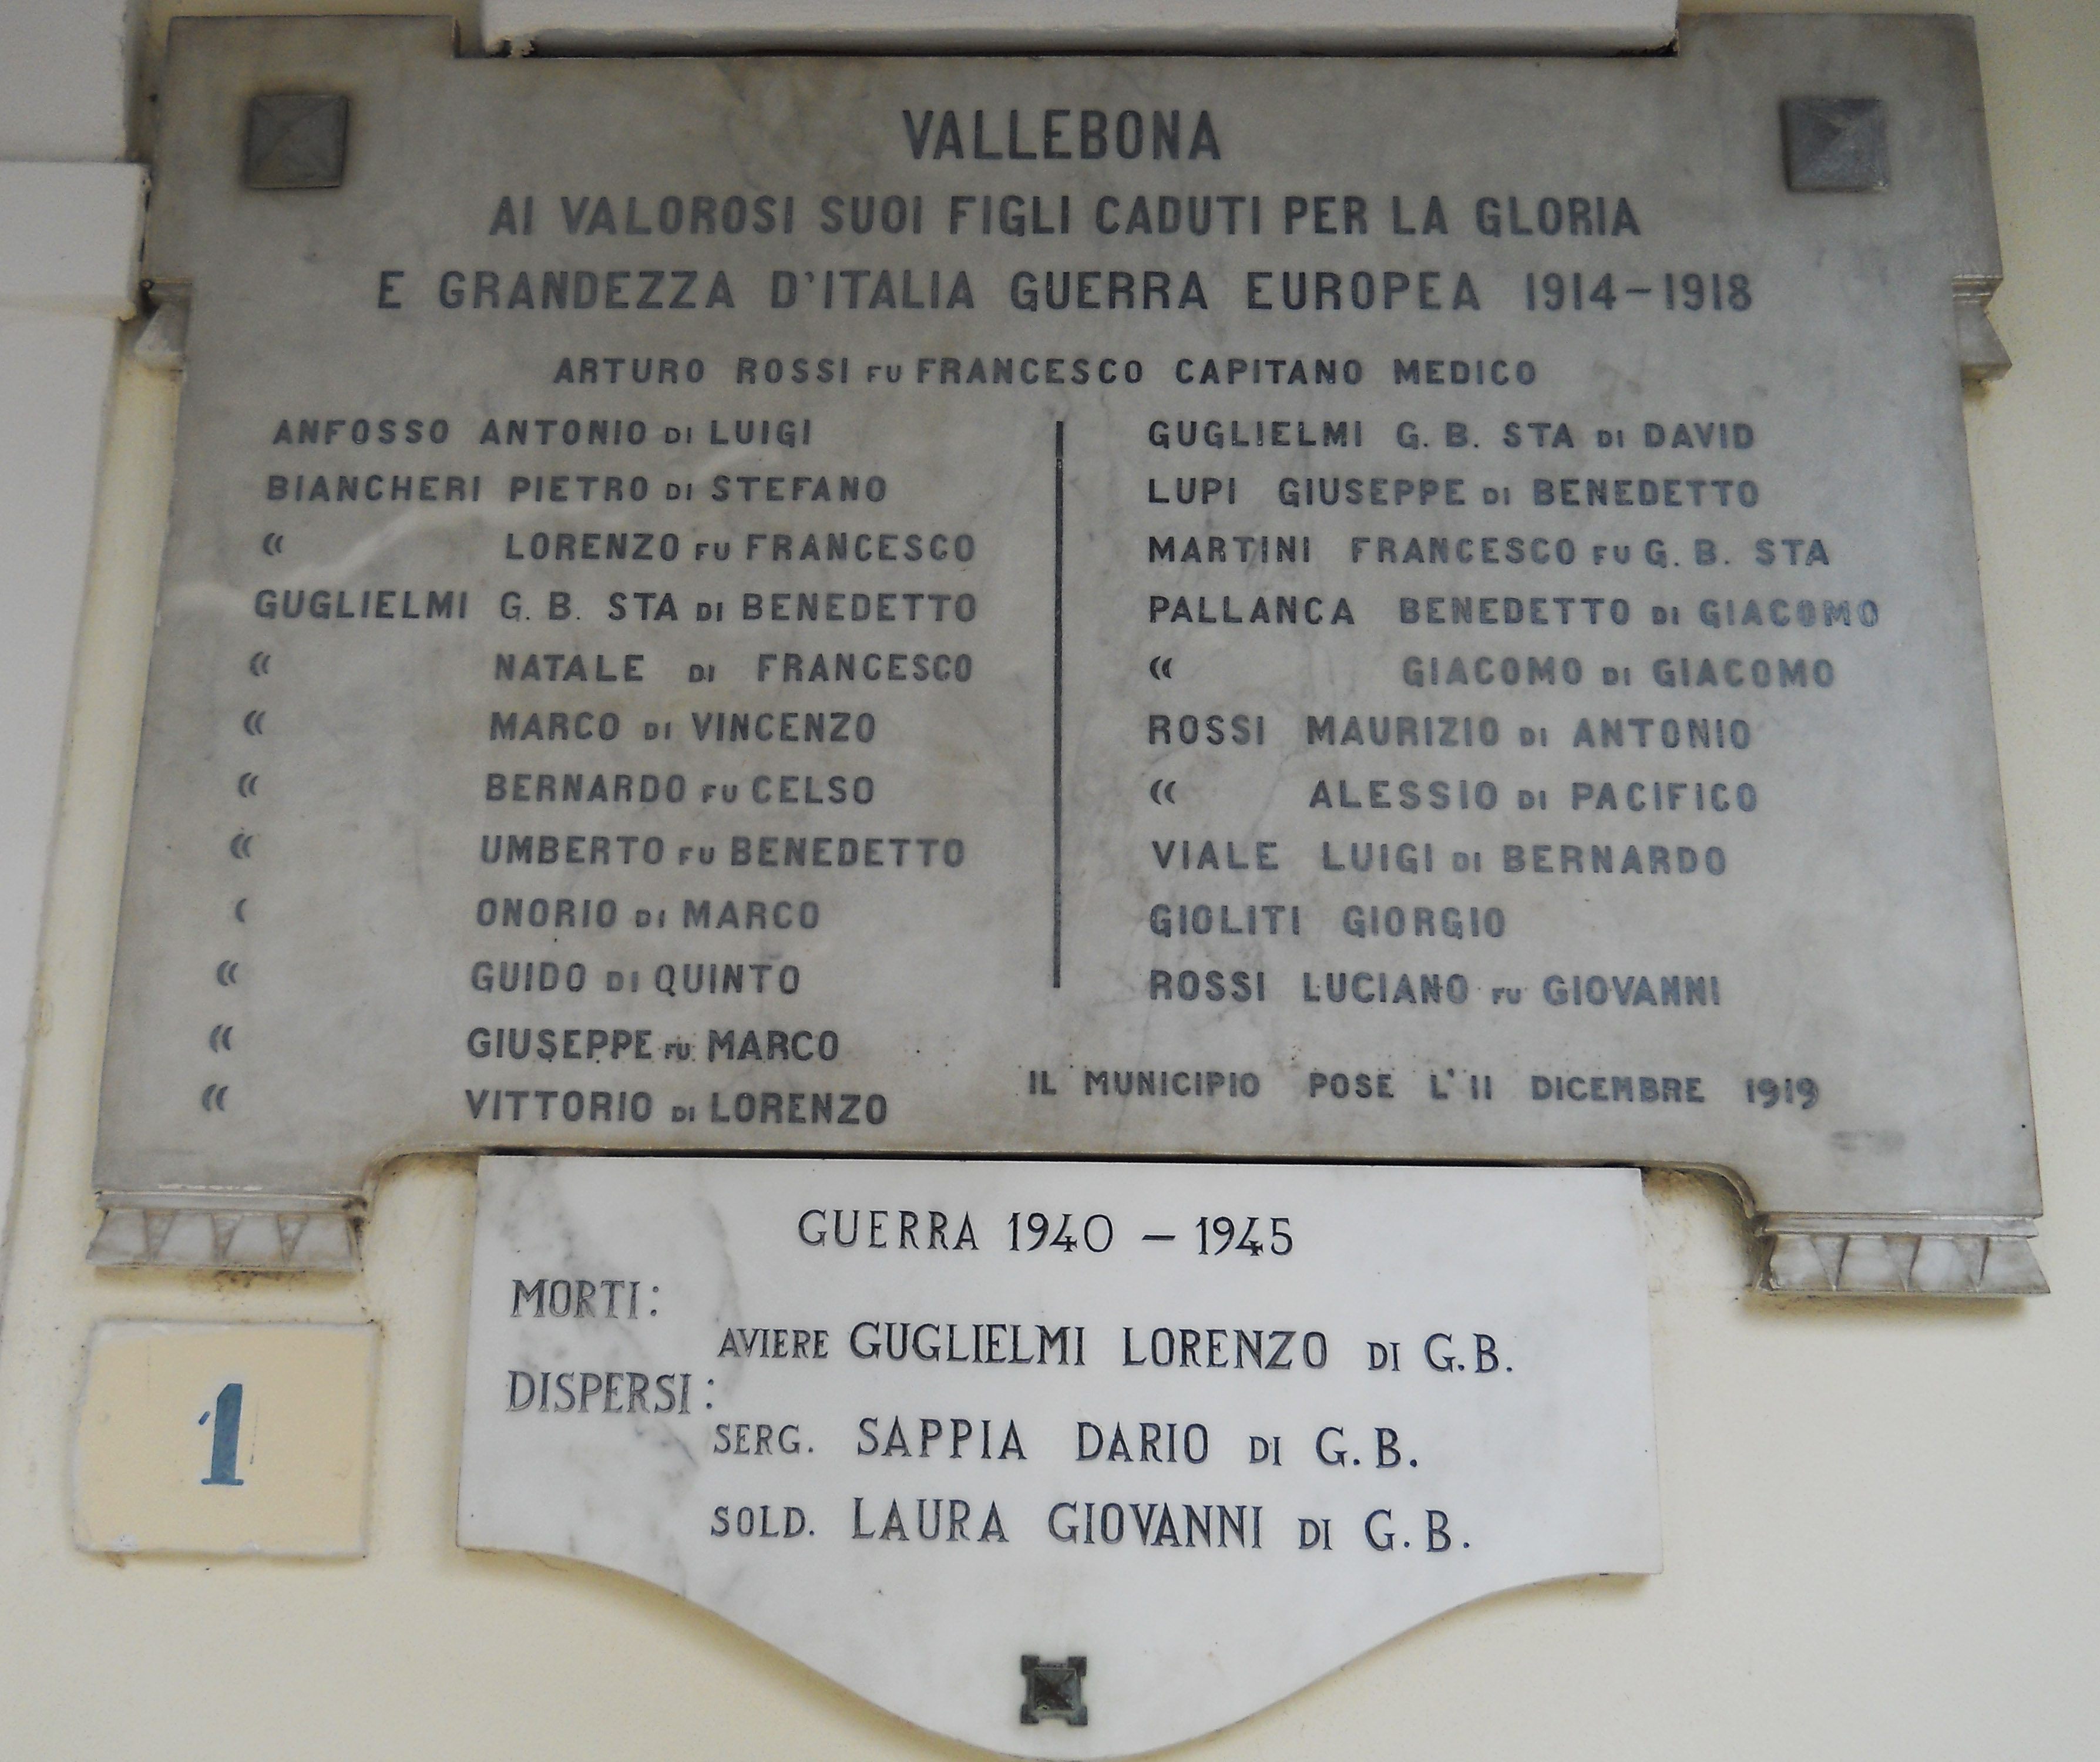 VALLEBONA
AI VALOROSI SUOI FIGLI CADUTI PER LA GLORIA
E GRANDEZZA D'ITALIA GUERRA EUROPEA 1914-1918
ARTURO ROSSI FU FRANCESCO CAPITANO MEDICO
ANFOSSO ANTONIO DI LUIGI
BIANCHERI PIETRO DI STEFANO
“ LORENZO FU FRANCESCO
GUGLIELMI G. B. STA DI BENEDETTO
“ NATALE DI FRANCESCO
“ MARCO DI VINCENZO
“ BERNARDO FU CELSO
“ UMBERTO FU BENEDETTO
“ ONORIO DI MARCO
“ GUIDO DI QUINTO
“ GIUSEPPE FU MARCO
“ VITTORIO DI LORENZO
GUGLIELMI G. B. STA DI DAVID
LUPI GIUSEPPE DI BENEDETTO
MARTINI FRANCESCO FU G. B. STA
PALLANCA BENEDETTO DI GIACOMO
“ GIACOMO DI GIACOMO
ROSSI MAURIZIO DI ANTONIO
“ ALESSIO DI PACIFICO
VIALE LUIGI DI BERNARDO
GIOLITI GIORGIO
ROSSI LUCIANO FU GIOVANNI
IL MUNICIPIO POSE L'11 DICEMBRE 1919
GUERRA 1940 – 1945
MORTI:
AVIERE GUGLIELMI LORENZO DI G.B.
DISPERSI:
SERG. SAPPIA DARIO DI G.B.
SOLD. LAURA GIOVANNI DI G.B.
1